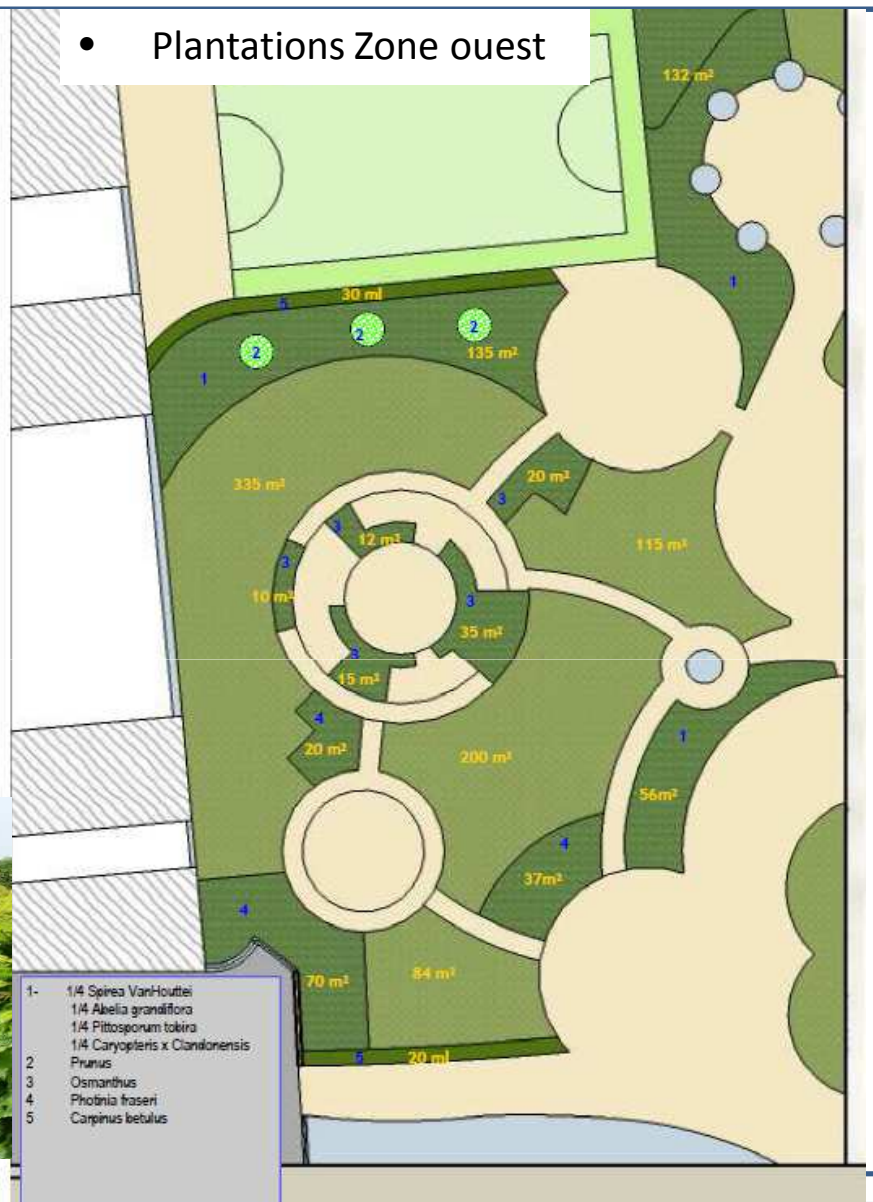 • Plantations Zone ouest
132 m²
1
5 30 ml
2 2 2
135 m²
1
335 m²
20 m²
3
3
12 m³
115 m²
3
10 m²
3
35 m²
3
15 m²
4
20 m²
200 m²
1
56m²
4
37m²
4
70 m²
84 m²
5 20 ml
1- 1/4 Spirea VanHouttei
1/4 Abelia grandiflora
1/4 Pittosporum tobira
1/4 Caryopteris x Clandonensis
2 Prunus
3 Osmanthus
4 Photinia fraseri
5 Carpinus betulus